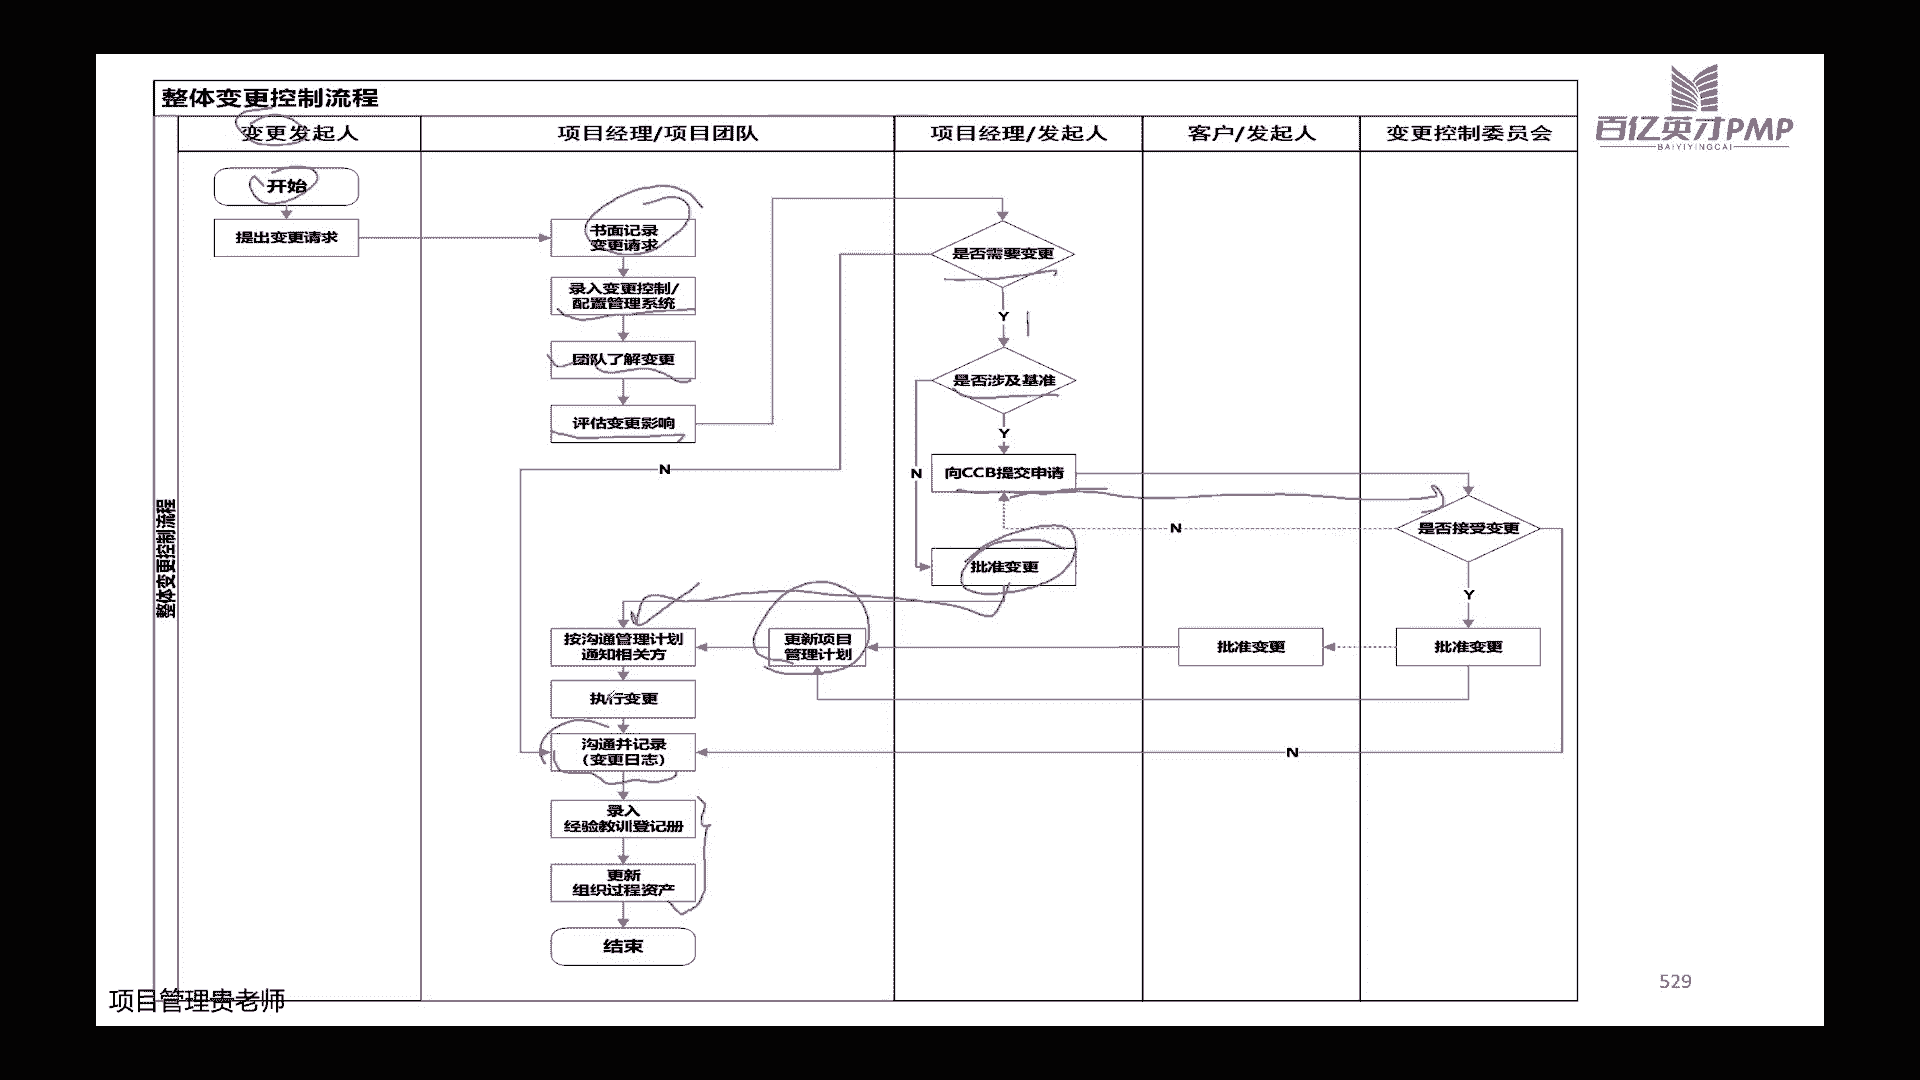 整体变更控制流程
变更发起人
项目经理/项目团队
项目经理/发起人
客户/发起人
变更控制委员会
百亿英才PMP
BAIYIYINGCAI
整体变更控制流程
开始
提出变更请求
书面记录
变更请求
录入变更控制/
配置管理系统
团队了解变更
评估变更影响
是否需要变更
Y
是否涉及基准
Y
N
N
向CCB提交申请
是否接受变更
N
Y
批准变更
批准变更
批准变更
更新项目
管理计划
按沟通管理计划
通知相关方
执行变更
沟通并记录
(变更日志)
N
录入
经验教训登记册
更新
组织过程资产
结束
项目管理贵老师
529